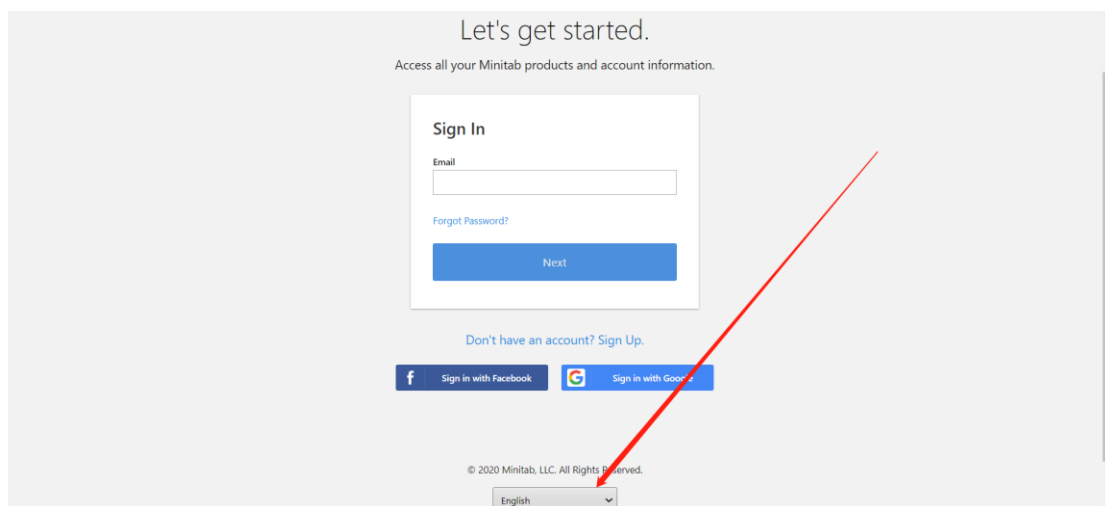 Let's get started.
Access all your Minitab products and account information.
Sign In
Email
Forgot Password?
Next
Don't have an account? Sign Up.
f Sign in with Facebook
G Sign in with Google
© 2020 Minitab, LLC. All Rights Reserved.
English